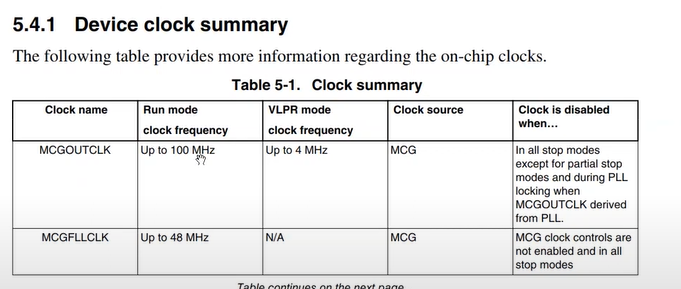 5.4.1 Device clock summary
The following table provides more information regarding the on-chip clocks.
Table 5-1. Clock summary
Clock name
Run mode
clock frequency
VLPR mode
clock frequency
Clock source
Clock is disabled
when…
MCGOUTCLK
Up to 100 MHz
Up to 4 MHz
MCG
In all stop modes
except for partial stop
modes and during PLL
locking when
MCGOUTCLK derived
from PLL.
MCGFLLCLK
Up to 48 MHz
N/A
MCG
MCG clock controls are
not enabled and in all
stop modes
Table continues on the next page